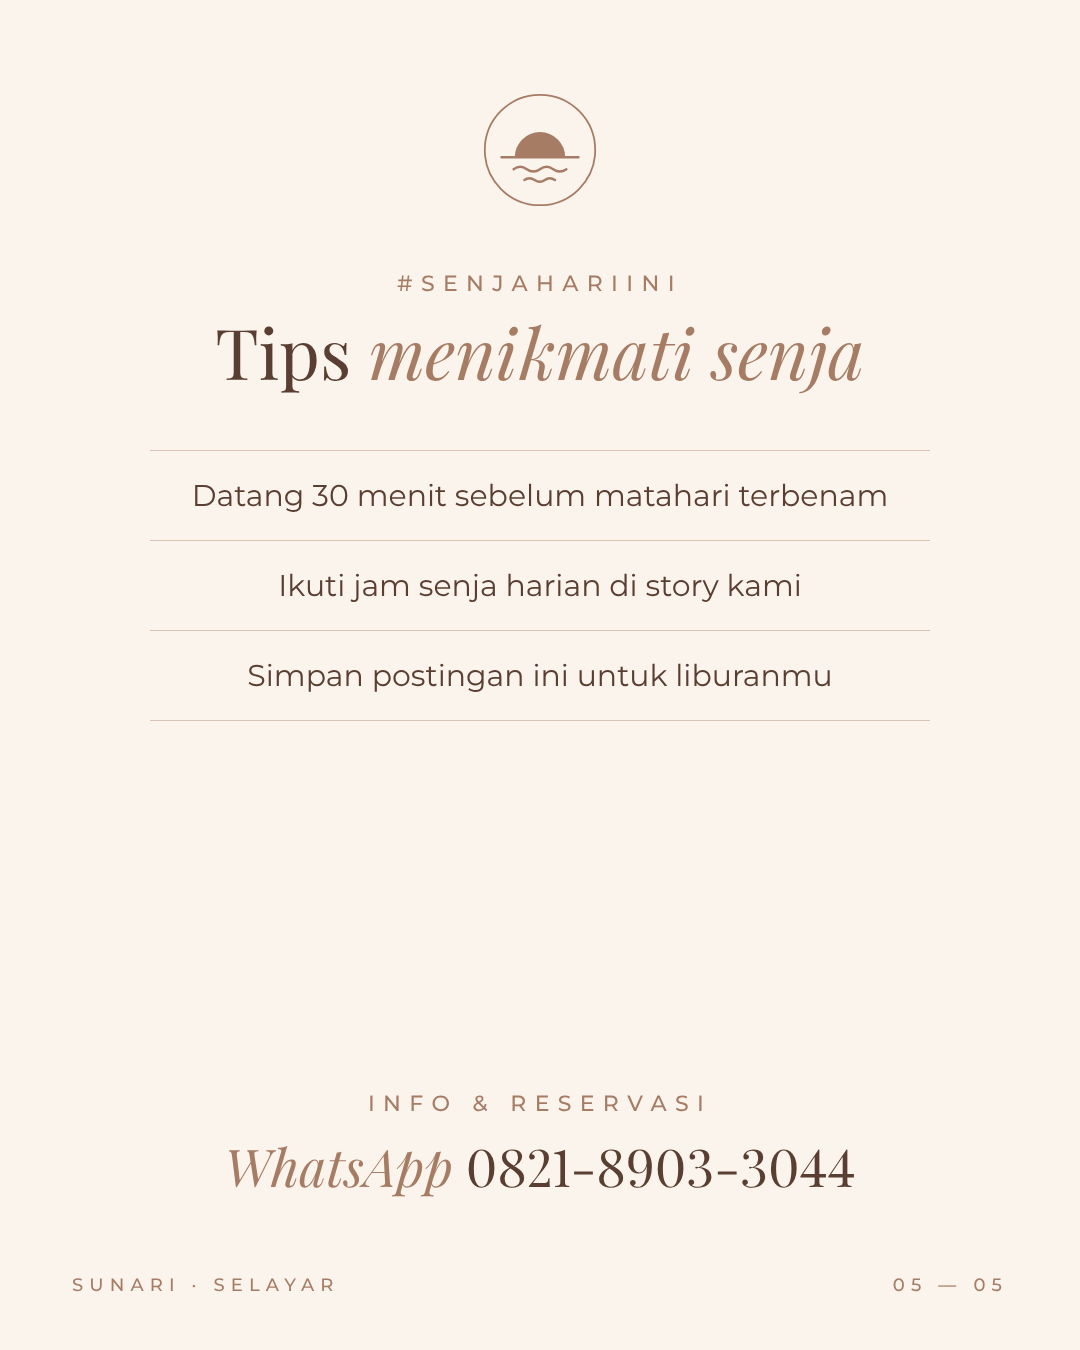 #SENJAHARIINI
Tips menikmati senja
Datang 30 menit sebelum matahari terbenam
Ikuti jam senja harian di story kami
Simpan postingan ini untuk liburanmu
INFO & RESERVASI
WhatsApp 0821-8903-3044
SUNARI · SELAYAR
05 — 05